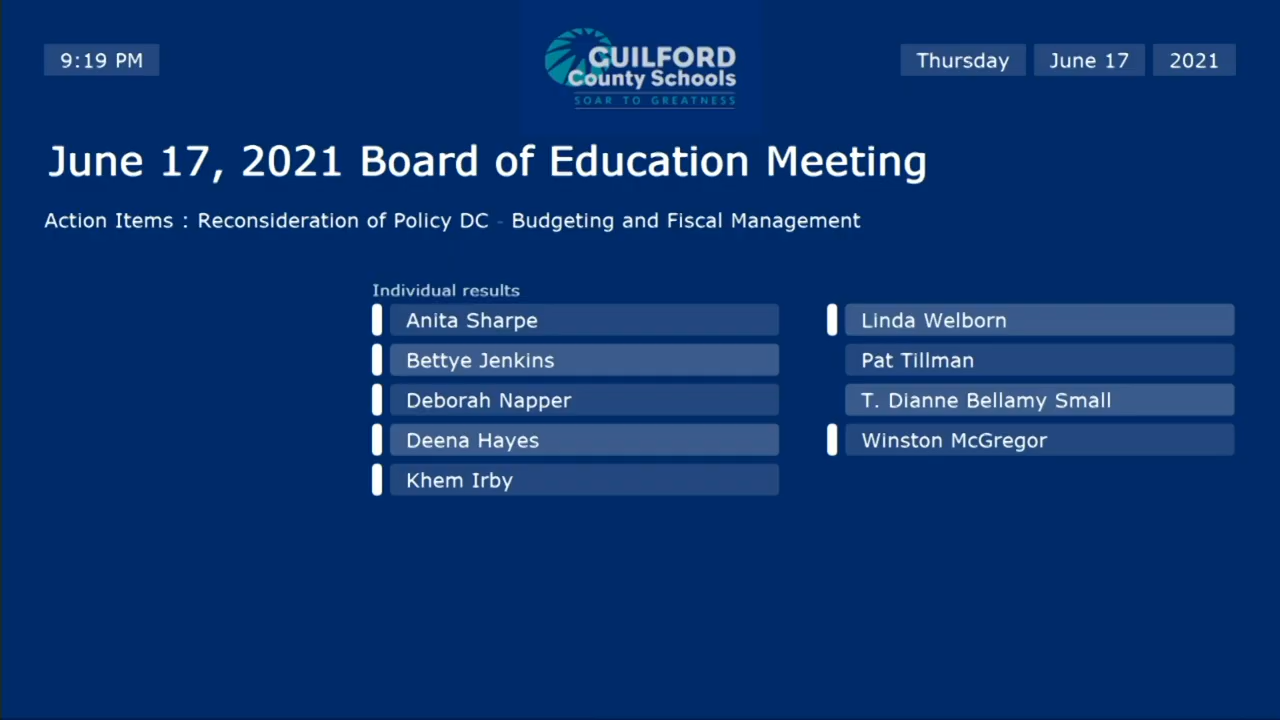 9:19 PM
GUILFORD
County Schools
SOAR TO GREATNESS
Thursday
June 17
2021
June 17, 2021 Board of Education Meeting
Action Items : Reconsideration of Policy DC - Budgeting and Fiscal Management
Individual results
Anita Sharpe
Bettye Jenkins
Deborah Napper
Deena Hayes
Khem Irby
Linda Welborn
Pat Tillman
T. Dianne Bellamy Small
Winston McGregor